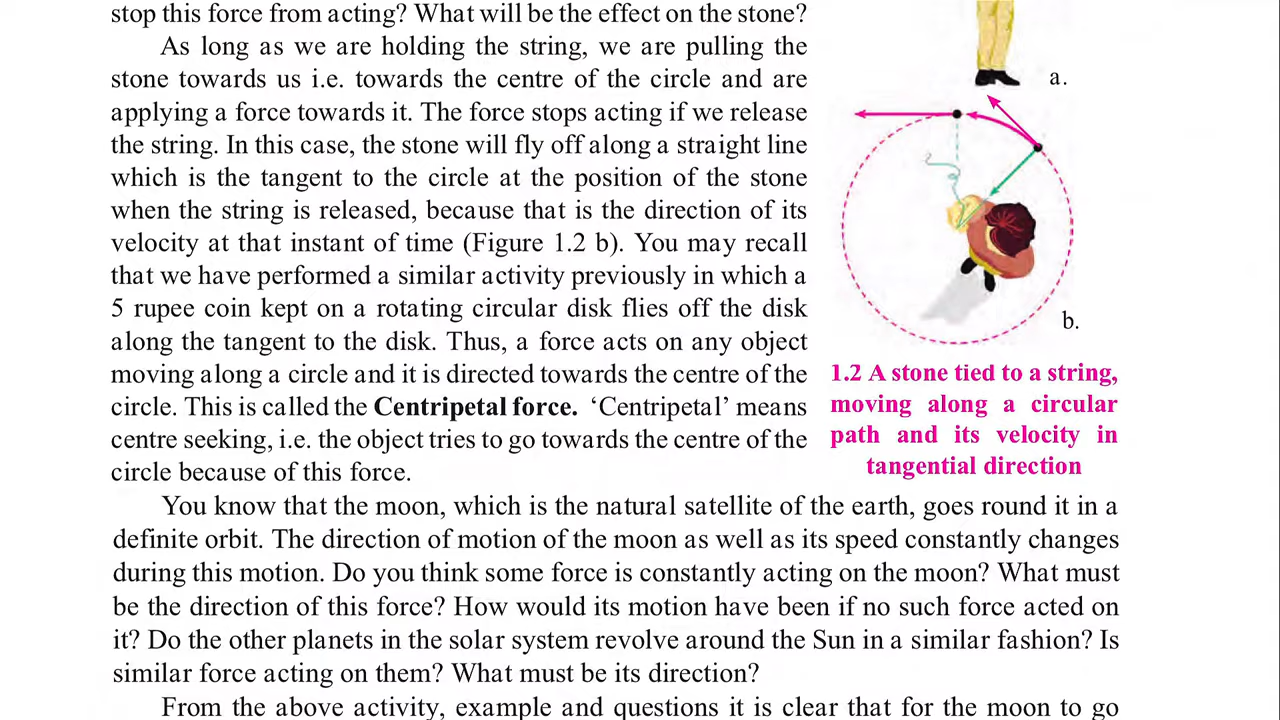 stop this force from acting? What will be the effect on the stone?
As long as we are holding the string, we are pulling the
stone towards us i.e. towards the centre of the circle and are
applying a force towards it. The force stops acting if we release
the string. In this case, the stone will fly off along a straight line
which is the tangent to the circle at the position of the stone
when the string is released, because that is the direction of its
velocity at that instant of time (Figure 1.2 b). You may recall
that we have performed a similar activity previously in which a
5 rupee coin kept on a rotating circular disk flies off the disk
along the tangent to the disk. Thus, a force acts on any object
moving along a circle and it is directed towards the centre of the
circle. This is called the Centripetal force. ‘Centripetal’ means
centre seeking, i.e. the object tries to go towards the centre of the
circle because of this force.
a.
b.
1.2 A stone tied to a string,
moving along a circular
path and its velocity in
tangential direction
You know that the moon, which is the natural satellite of the earth, goes round it in a
definite orbit. The direction of motion of the moon as well as its speed constantly changes
during this motion. Do you think some force is constantly acting on the moon? What must
be the direction of this force? How would its motion have been if no such force acted on
it? Do the other planets in the solar system revolve around the Sun in a similar fashion? Is
similar force acting on them? What must be its direction?
From the above activity, example and questions it is clear that for the moon to go